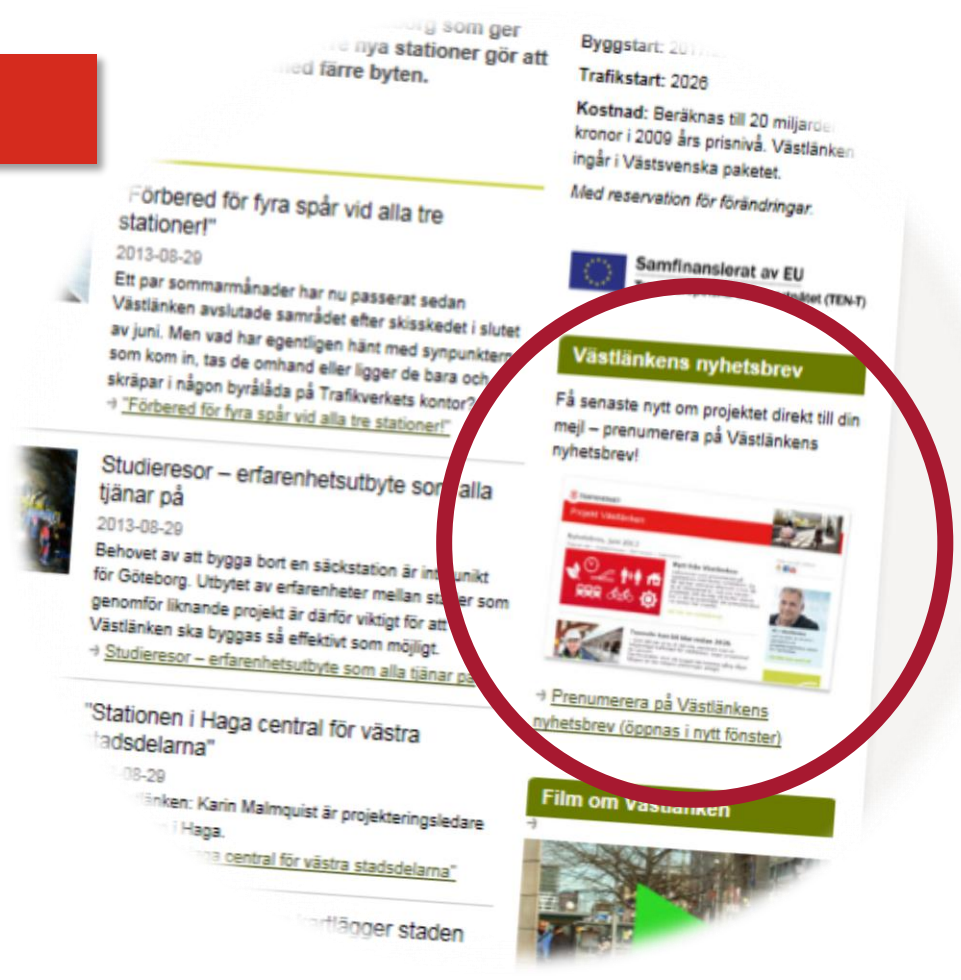 som ger
nya stationer gör att
färre byten.
Förbered för fyra spår vid alla tre
stationer!"
2013-08-29
Ett par sommarmånader har nu passerat sedan
Västlänken avslutade samrådet efter skisskedet i slutet
av juni. Men vad har egentligen hänt med
som kom in, tas de omhand eller ligger de bara och
skräpar i någon byrålåda på Trafikverkets kontor?
→ "Förbered för fyra spår vid alla tre stationer!"
Studieresor – erfarenhetsutbyte som alla
tjänar på
2013-08-29
Behovet av att bygga bort en säckstation är unikt
för Göteborg. Utbytet av erfarenheter mellan som
genomför liknande projekt är därför viktigt för att
Västlänken ska byggas så effektivt som möjligt.
→ Studieresor – erfarenhetsutbyte som alla tjänar
"Stationen i Haga central för västra
stadsdelarna"
-08-29
Karin Malmquist är projekteringsledare
i Haga.
central för västra stadsdelarna"
staden
Byggstart:
Trafikstart: 2026
Kostnad: Beräknas till 20
kronor i 2009 års prisnivå. Västlänken
ingår i Västsvenska paketet.
Med reservation för förändringar.
Samfinansierat av EU
(TEN-T)
Västlänkens nyhetsbrev
Få senaste nytt om projektet direkt till din
mejl – prenumerera på Västlänkens
nyhetsbrev!
Projekt Västlänken
→ Prenumerera på Västlänkens
nyhetsbrev (öppnas i nytt fönster)
Film om Västlänken
→